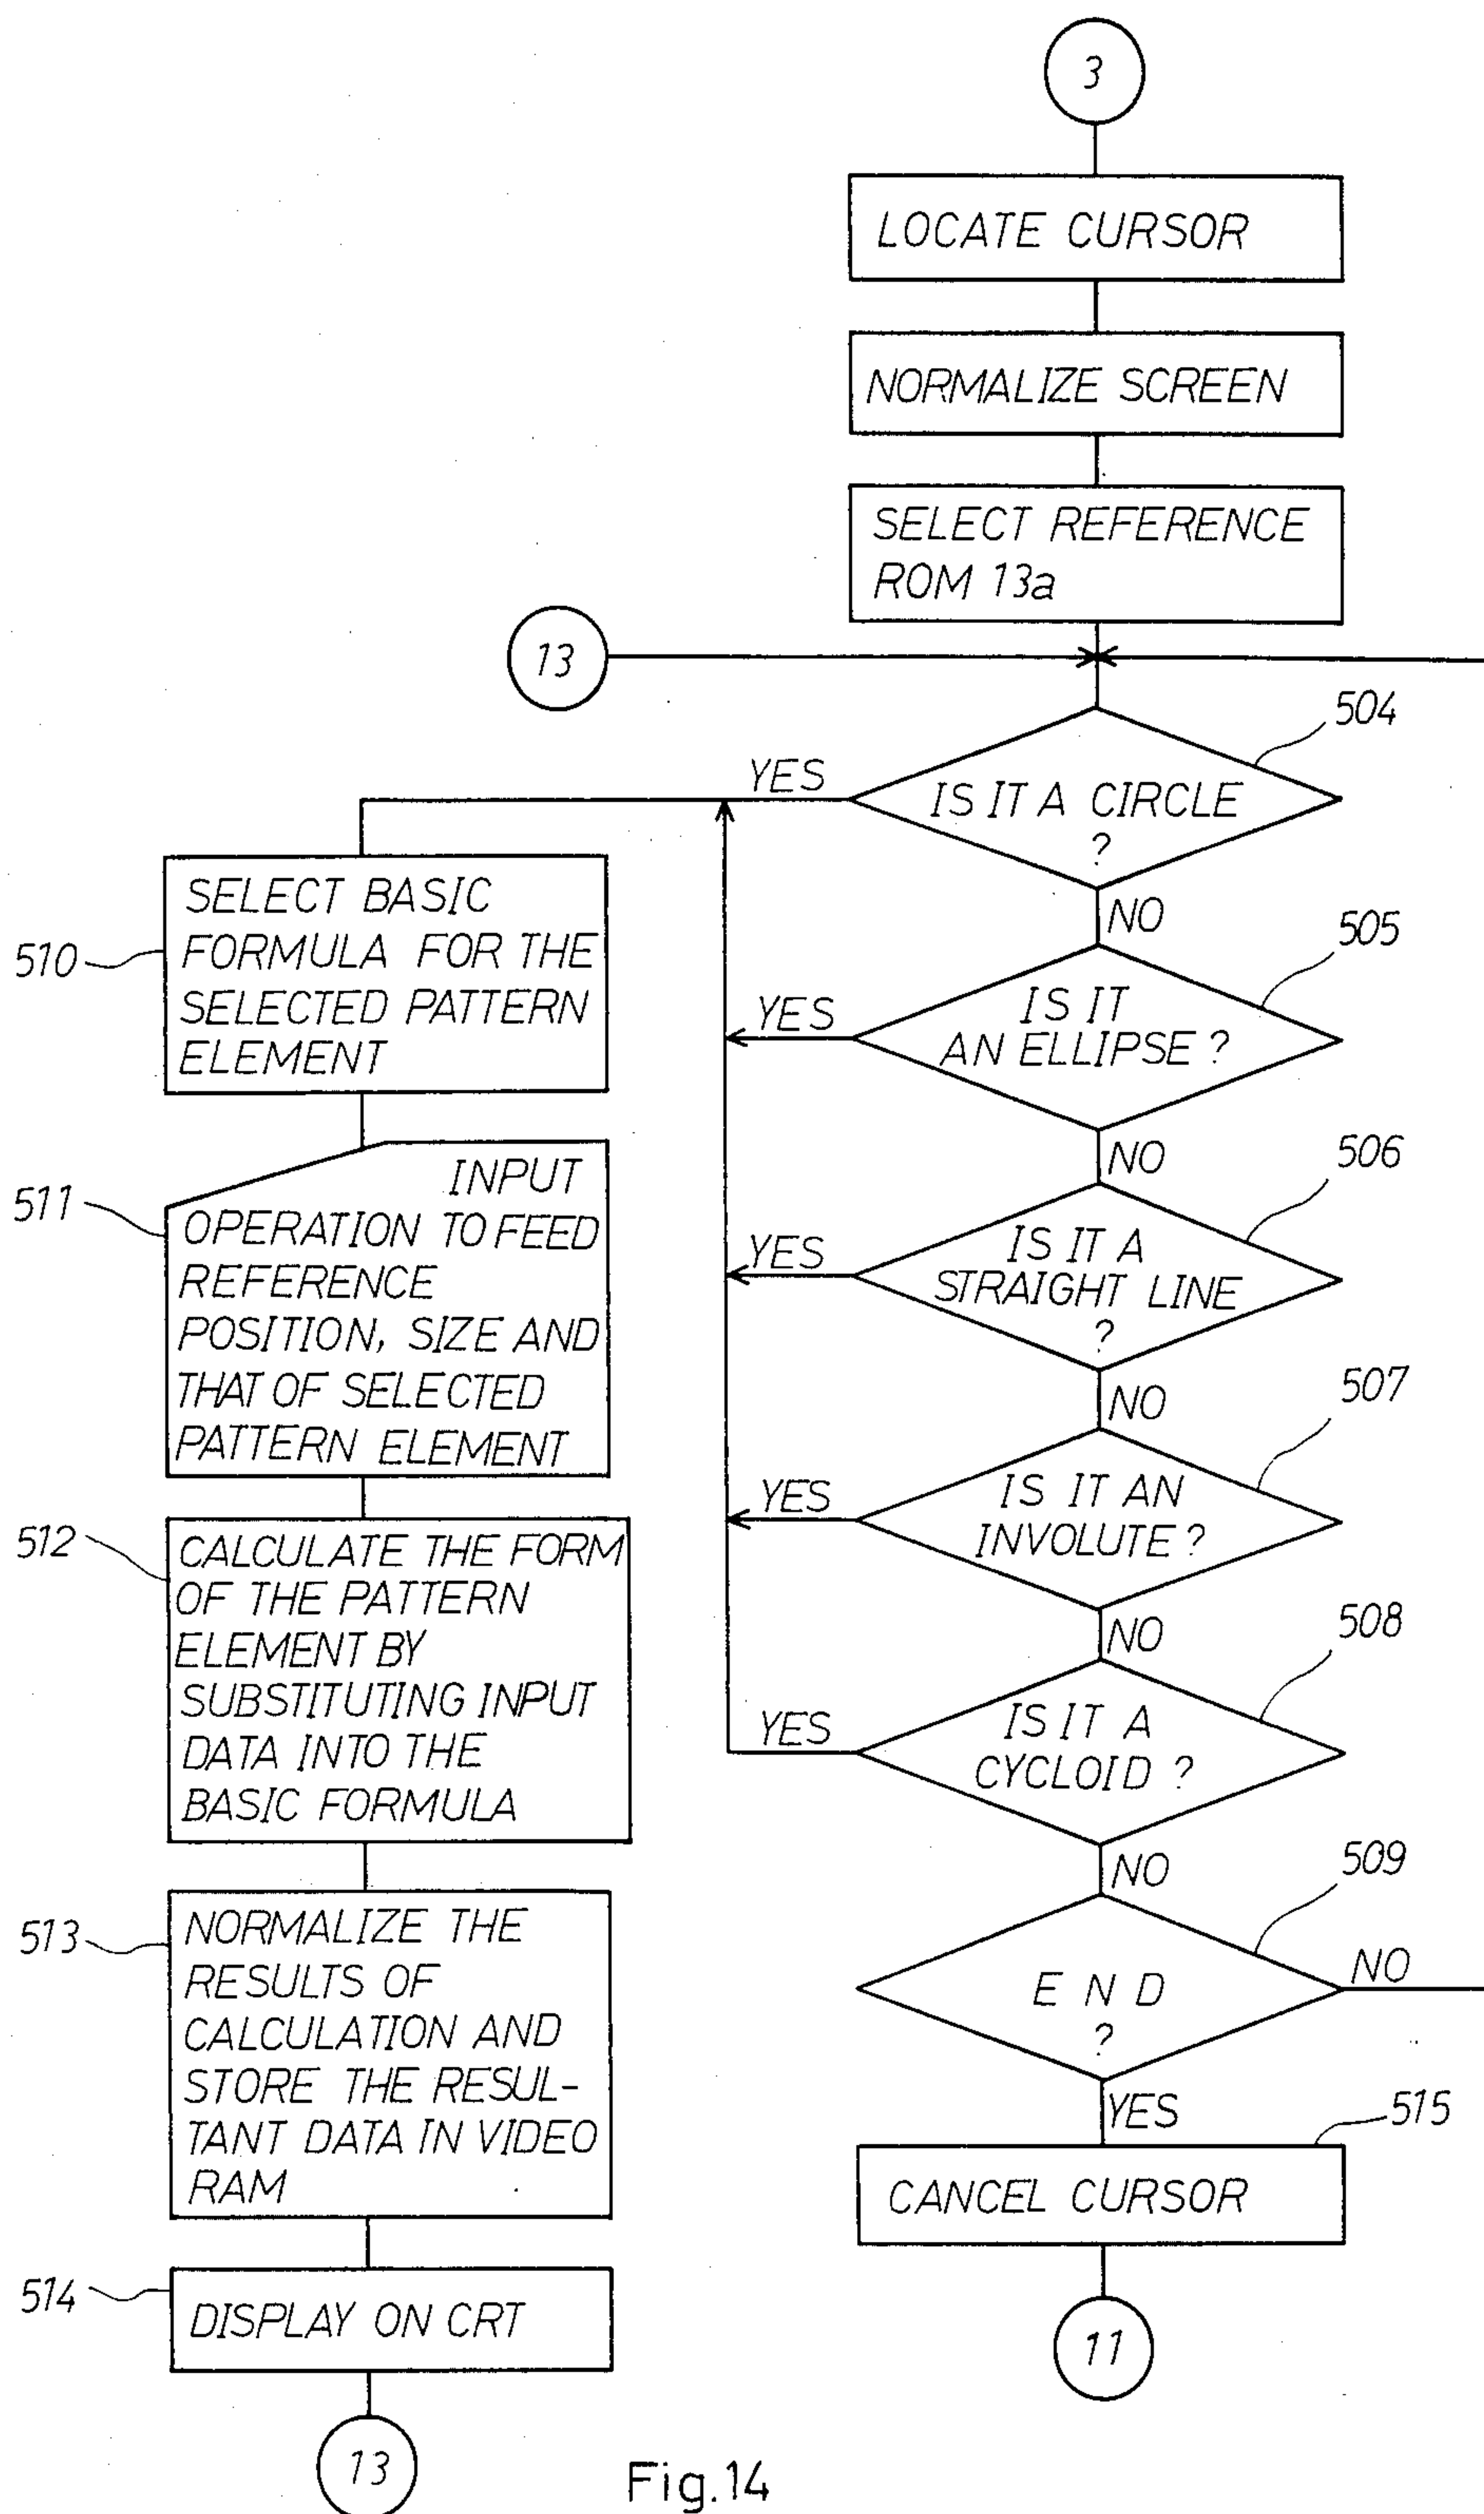 3
LOCATE CURSOR
NORMALIZE SCREEN
SELECT REFERENCE
ROM 13a
13
504
YES
IS IT A CIRCLE
?
NO
505
YES
IS IT
AN ELLIPSE ?
NO
506
YES
IS IT A
STRAIGHT LINE
?
NO
507
YES
IS IT AN
INVOLUTE ?
NO
508
YES
IS IT A
CYCLOID ?
NO
509
END
?
NO
YES
515
CANCEL CURSOR
11
510
SELECT BASIC
FORMULA FOR THE
SELECTED PATTERN
ELEMENT
511
INPUT
OPERATION TO FEED
REFERENCE
POSITION, SIZE AND
THAT OF SELECTED
PATTERN ELEMENT
512
CALCULATE THE FORM
OF THE PATTERN
ELEMENT BY
SUBSTITUTING INPUT
DATA INTO THE
BASIC FORMULA
513
NORMALIZE THE
RESULTS OF
CALCULATION AND
STORE THE RESUL-
TANT DATA IN VIDEO
RAM
514
DISPLAY ON CRT
13
Fig.14